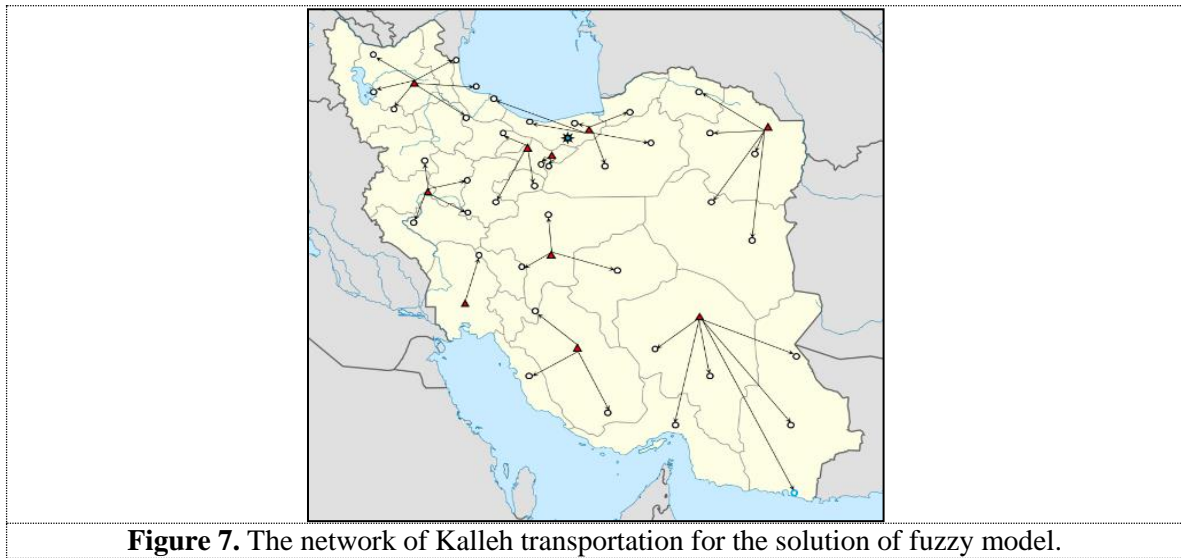 Figure 7. The network of Kalleh transportation for the solution of fuzzy model.